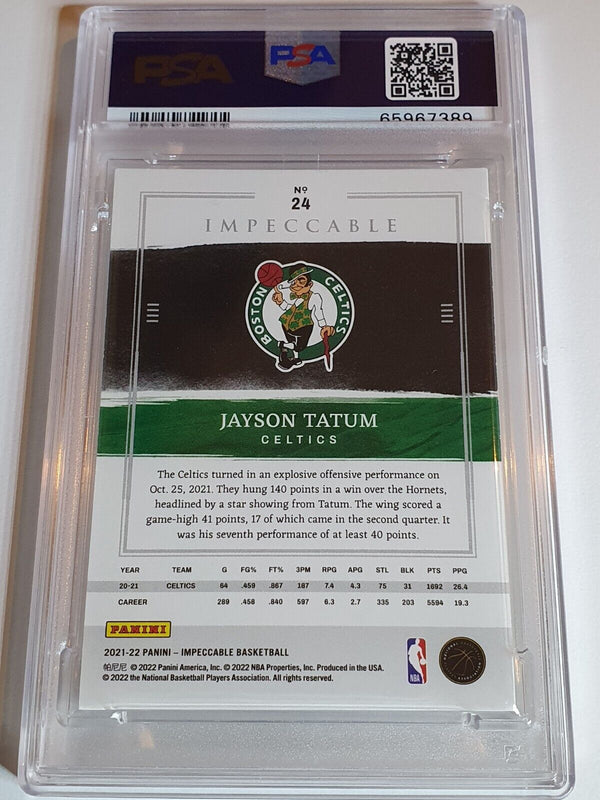 PSA
PSA
65967389
Nº
24
IMPECCABLE
BOSTON CELTICS
JAYSON TATUM
CELTICS
The Celtics turned in an explosive offensive performance on
Oct. 25, 2021. They hung 140 points in a win over the Hornets,
headlined by a star showing from Tatum. The wing scored a
game-high 41 points, 17 of which came in the second quarter. It
was his seventh performance of at least 40 points.
YEAR TEAM G FG% FT% 3PM RPG APG STL BLK PTS PPG
20-21 CELTICS 64 .459 .867 187 7.4 4.3 75 31 1692 26.4
CAREER 289 .458 .840 597 6.3 2.7 335 203 5594 19.3
PANINI
2021-22 PANINI – IMPECCABLE BASKETBALL
帕尼尼 © 2022 Panini America, Inc. © 2022 NBA Properties, Inc. Produced in the USA.
© 2022 the National Basketball Players Association. All rights reserved.
NBA